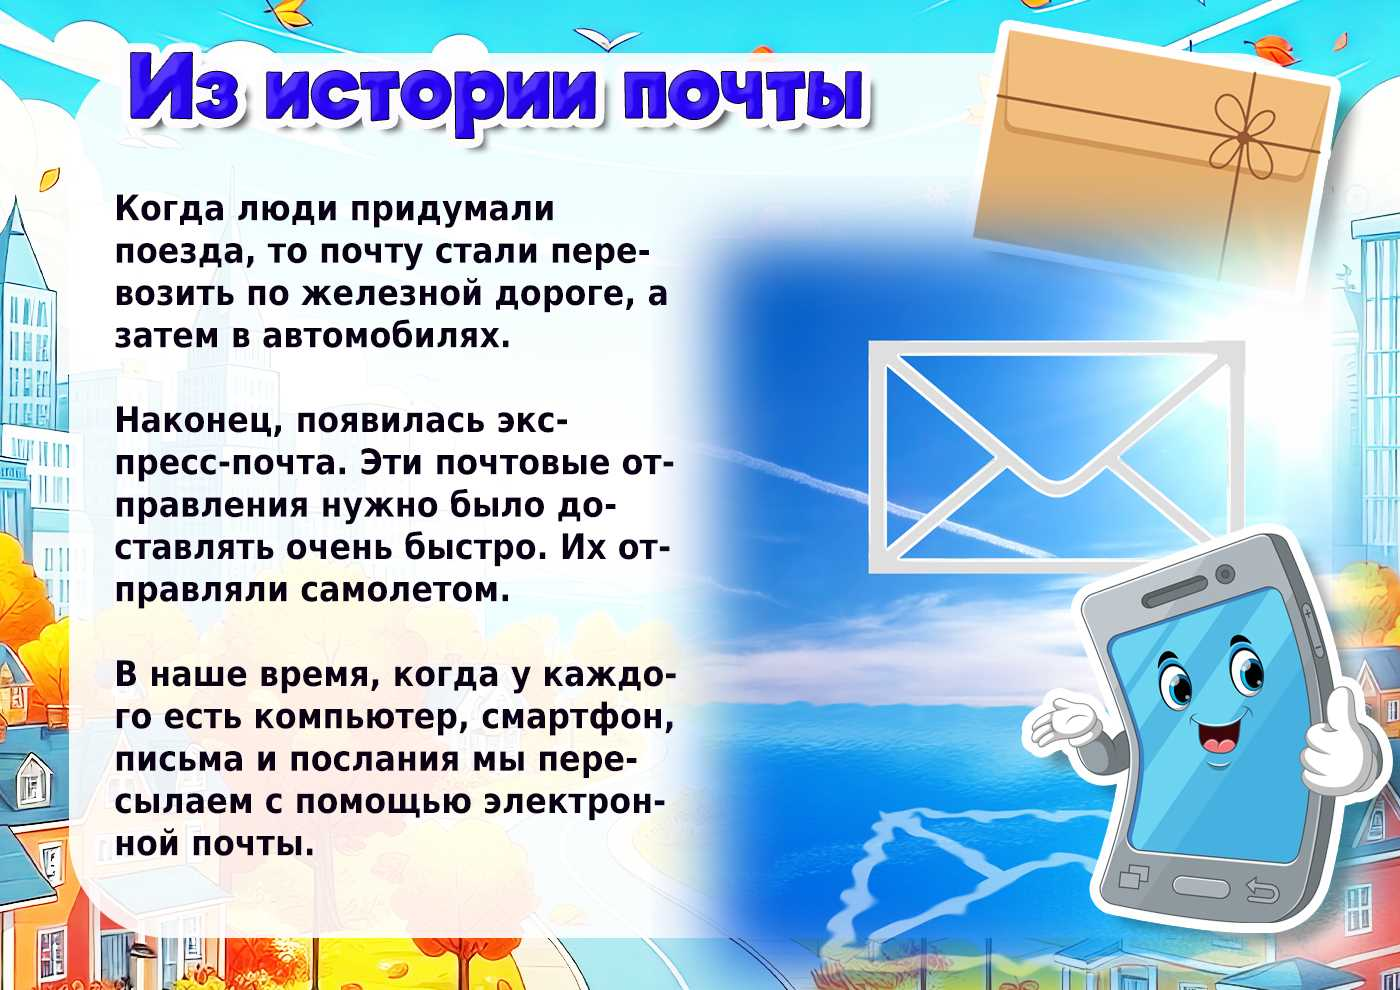 Из истории почты
Когда люди придумали
поезда, то почту стали пере-
возить по железной дороге, а
затем в автомобилях.
Наконец, появилась экс-
пресс-почта. Эти почтовые от-
правления нужно было до-
ставлять очень быстро. Их от-
правляли самолетом.
В наше время, когда у каждо-
го есть компьютер, смартфон,
письма и послания мы пере-
сылаем с помощью электрон-
ной почты.